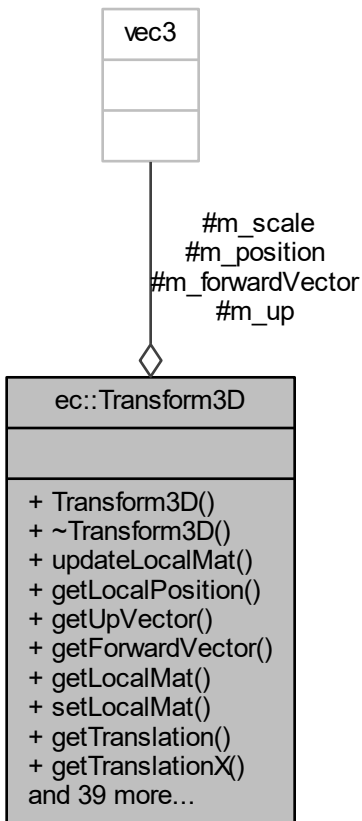 vec3
#m_scale
#m_position
#m_forwardVector
#m_up
ec::Transform3D
+ Transform3D()
+ ~Transform3D()
+ updateLocalMat()
+ getLocalPosition()
+ getUpVector()
+ getForwardVector()
+ getLocalMat()
+ setLocalMat()
+ getTranslation()
+ getTranslationX()
and 39 more...